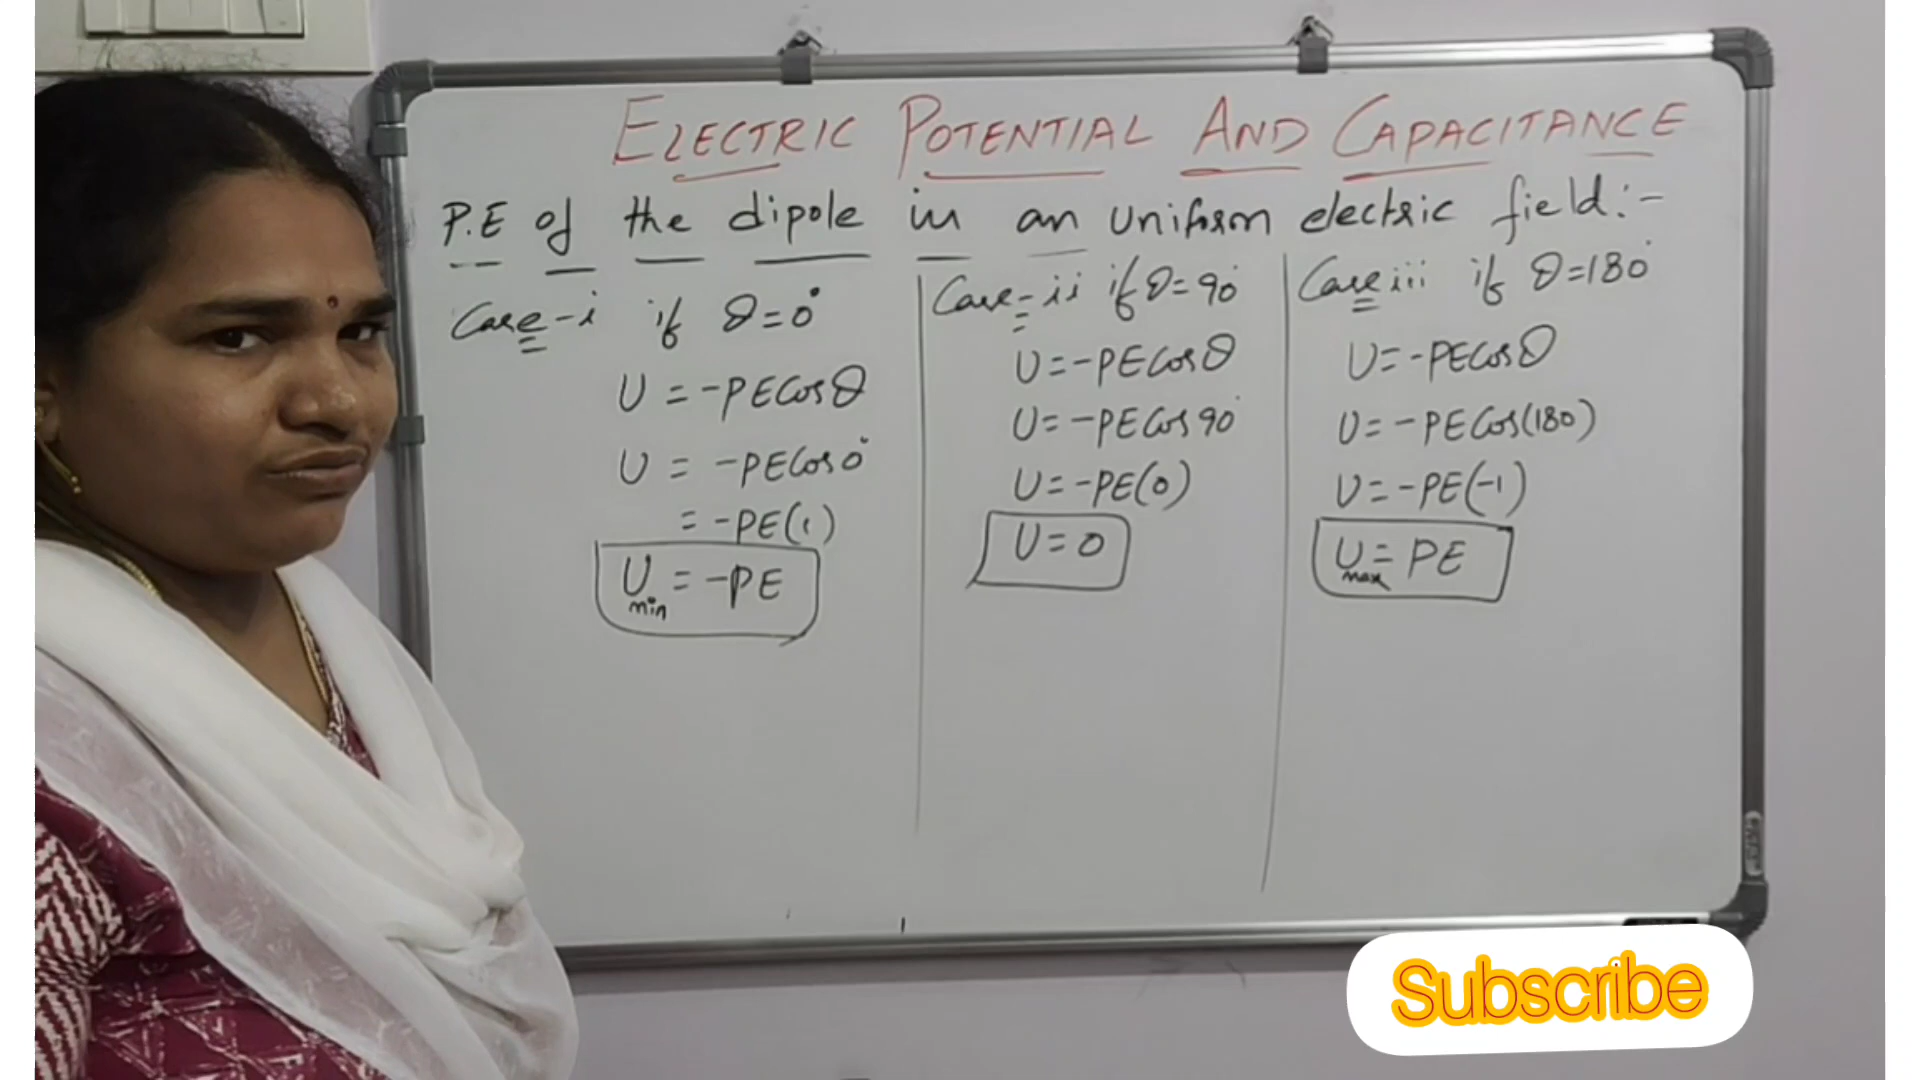 ELECTRIC POTENTIAL AND CAPACITANCE
P.E of the dipole in an uniform electric field:-
Case-i if θ=0°
U = -PECosθ
U = -PECos0°
= -PE(1)
Umin = -PE
Case-ii if θ=90°
U=-PECosθ
U=-PECos90°
U=-PE(0)
U=0
Case iii if θ=180°
U=-PECosθ
U=-PECos(180)
U=-PE(-1)
Umax=PE
Subscribe